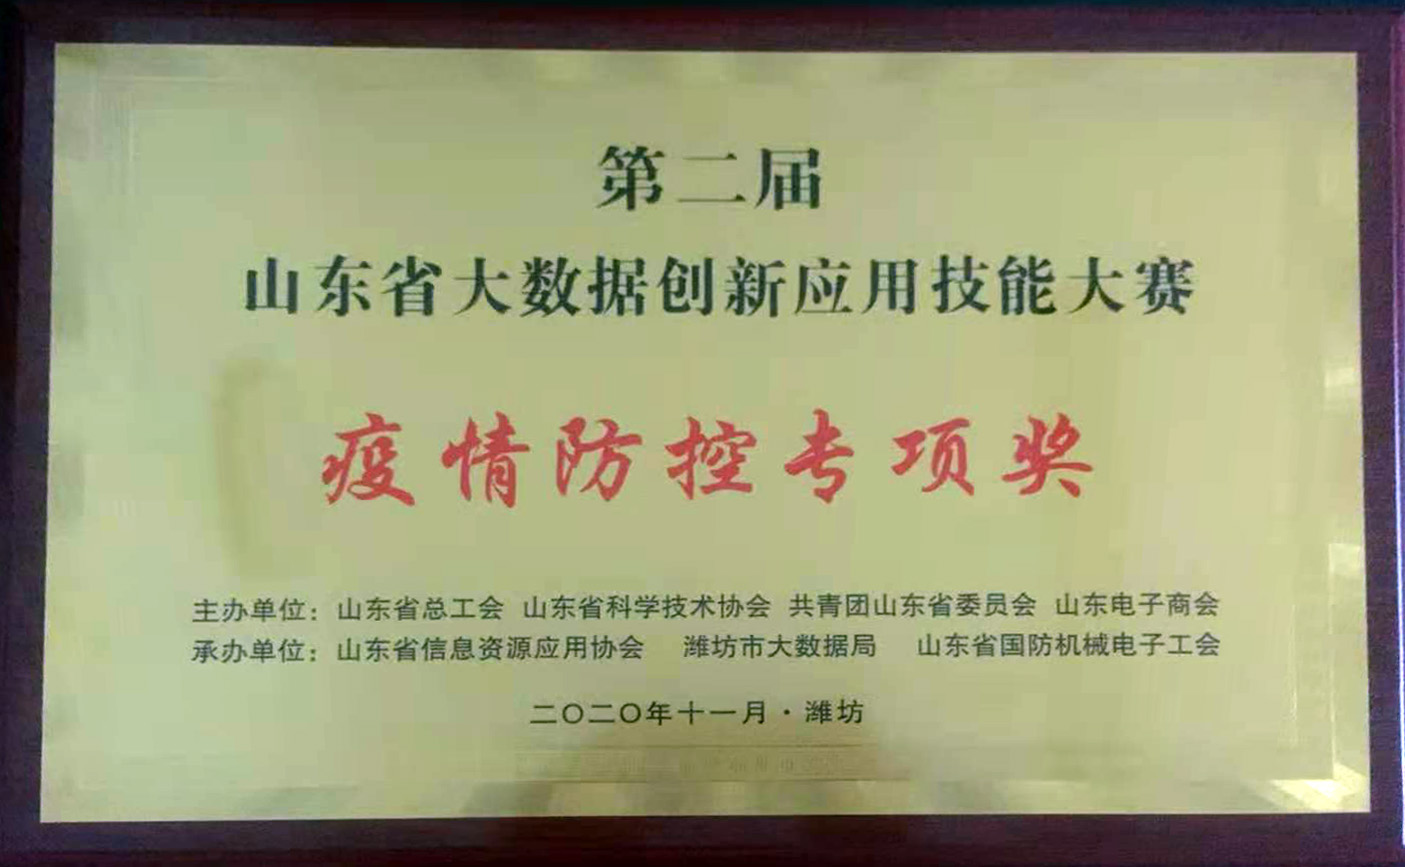 第二届
山东省大数据创新应用技能大赛
疫情防控专项奖
主办单位：山东省总工会 山东省科学技术协会 共青团山东省委员会 山东电子商会
承办单位：山东省信息资源应用协会 潍坊市大数据局 山东省国防机械电子工会
二〇二〇年十一月·潍坊